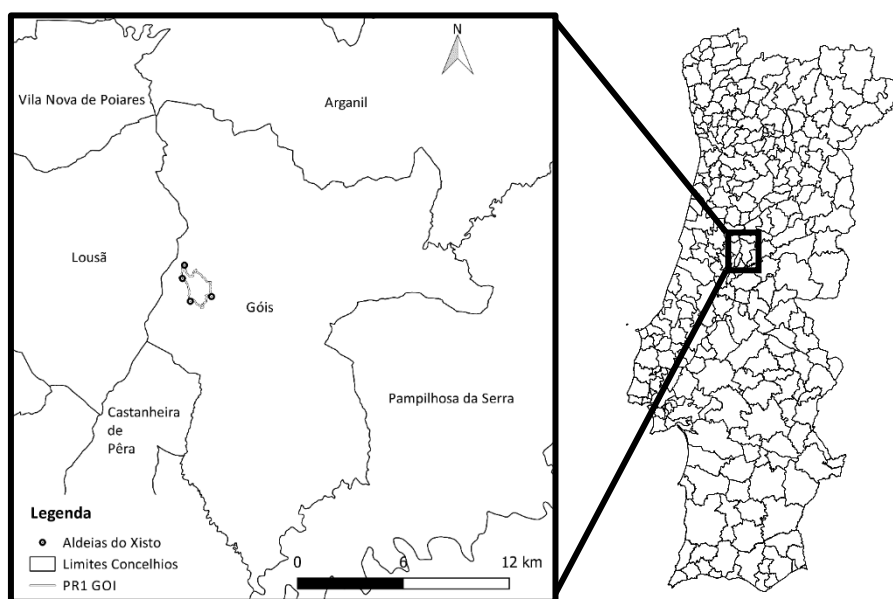 N
Vila Nova de Poiares
Arganil
Lousã
Góis
Pampilhosa da Serra
Castanheira
de
Pêra
Legenda
Aldeias do Xisto
Limites Concelhios
PR1 GOI
0
6
12 km